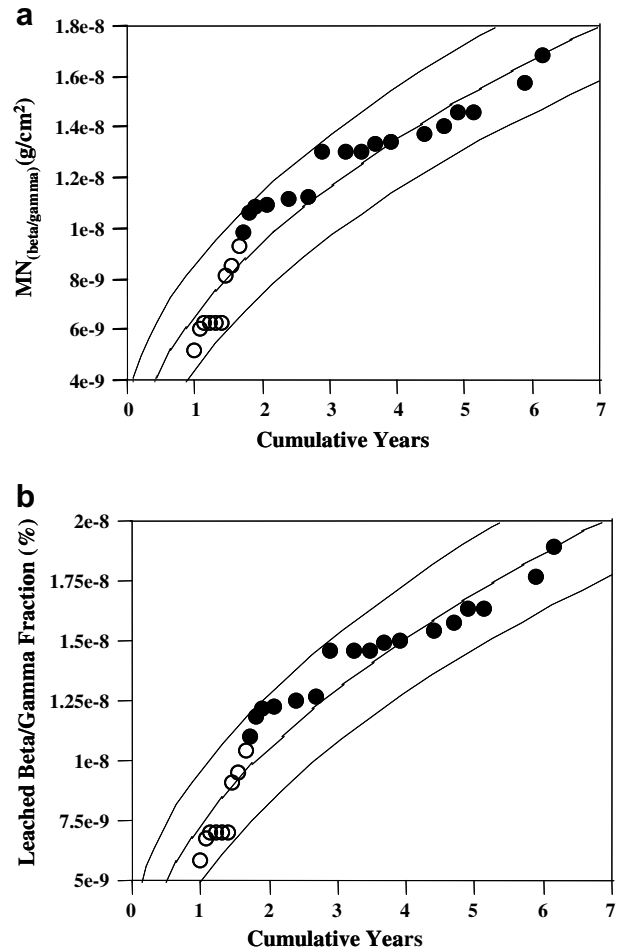 a
1.8e-8
1.6e-8
1.4e-8
1.2e-8
1e-8
8e-9
6e-9
4e-9
MN(beta/gamma)(g/cm2)
0 1 2 3 4 5 6 7
Cumulative Years
b
2e-8
1.75e-8
1.5e-8
1.25e-8
1e-8
7.5e-9
5e-9
Leached Beta/Gamma Fraction (%)
0 1 2 3 4 5 6 7
Cumulative Years